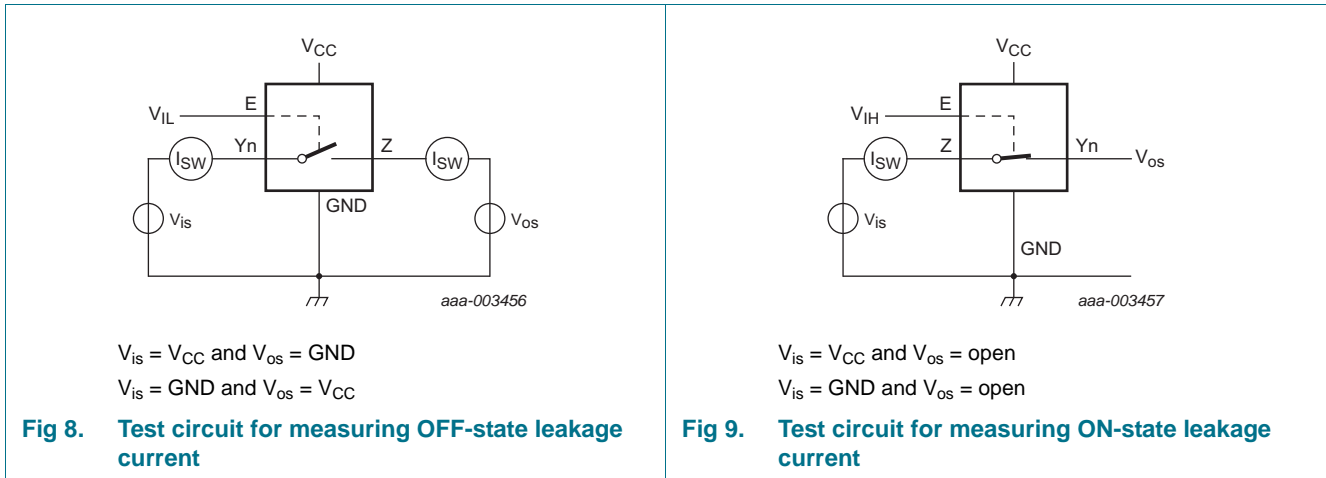 VCC
E
VIL
Yn
Z
ISW
ISW
GND
Vis
Vos
aaa-003456
Vis = VCC and Vos = GND
Vis = GND and Vos = VCC
Fig 8. Test circuit for measuring OFF-state leakage
current
VCC
E
VIH
Z
Yn
ISW
Vos
Vis
GND
aaa-003457
Vis = VCC and Vos = open
Vis = GND and Vos = open
Fig 9. Test circuit for measuring ON-state leakage
current